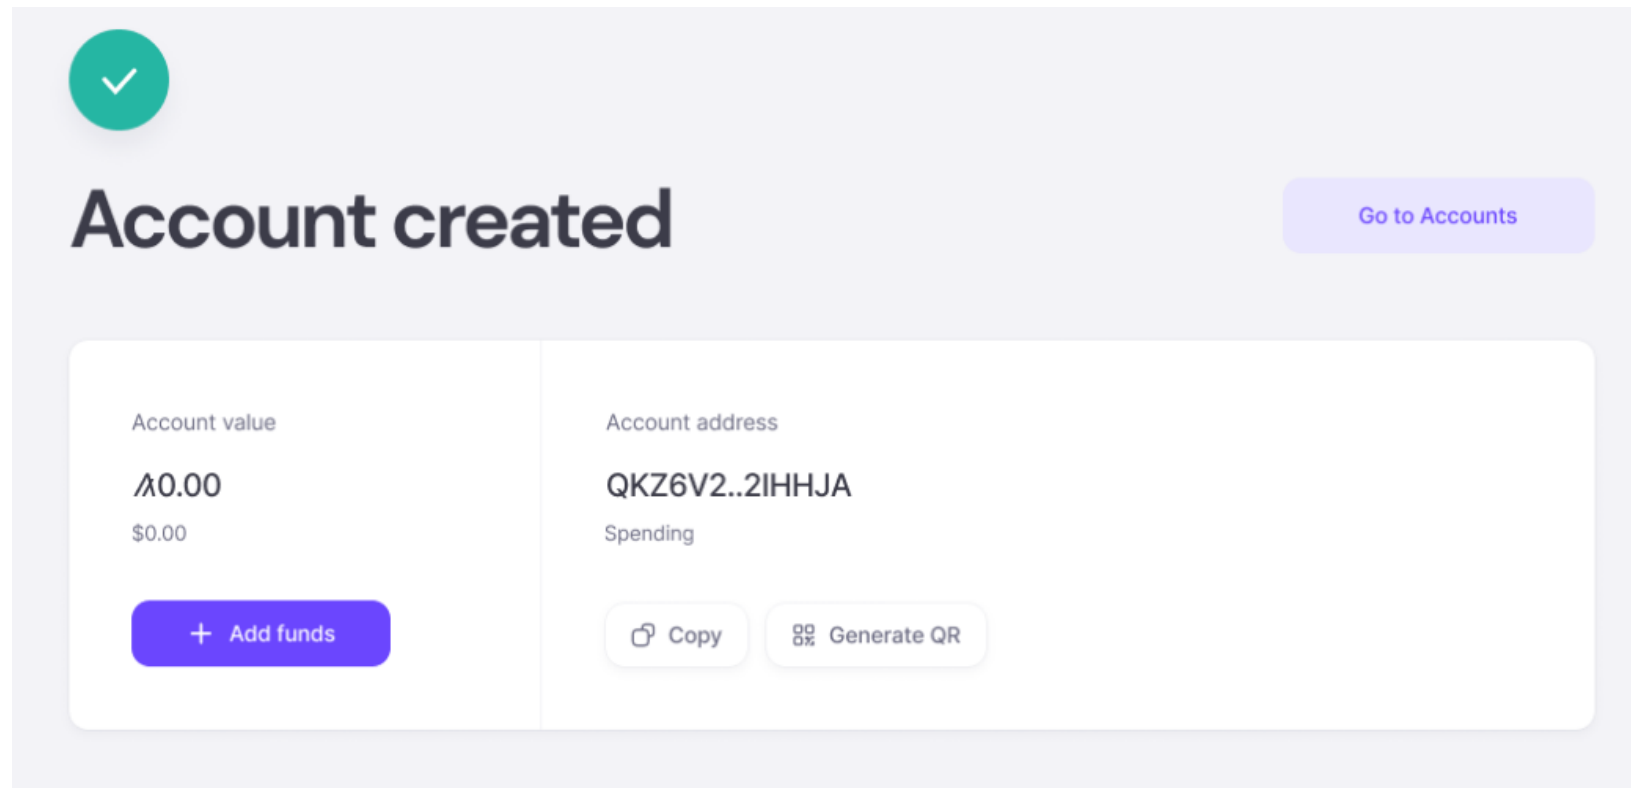 Account created
Go to Accounts
Account value
Ⱥ0.00
$0.00
Add funds
Account address
QKZ6V2..2IHHJA
Spending
Copy
Generate QR